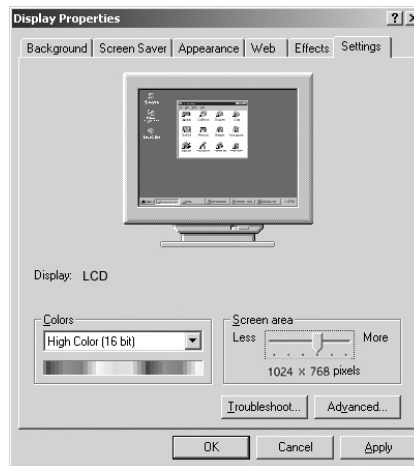 Display Properties
Background Screen Saver Appearance Web Effects Settings
Display: LCD
Colors
High Color (16 bit)
Screen area
Less More
1024 × 768 pixels
Troubleshoot... Advanced...
OK Cancel Apply